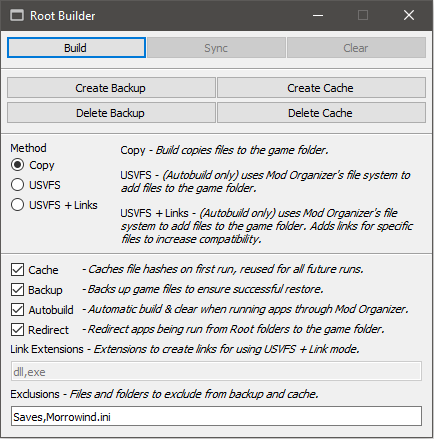 Root Builder
Build Sync Clear
Create Backup Create Cache
Delete Backup Delete Cache
Method
Copy
USVFS
USVFS + Links
Copy - Build copies files to the game folder.
USVFS - (Autobuild only) uses Mod Organizer's file system to
add files to the game folder.
USVFS + Links - (Autobuild only) uses Mod Organizer's file
system to add files to the game folder. Adds links for specific
files to increase compatibility.
Cache - Caches file hashes on first run, reused for all future runs.
Backup - Backs up game files to ensure successful restore.
Autobuild - Automatic build & clear when running apps through Mod Organizer.
Redirect - Redirect apps being run from Root folders to the game folder.
Link Extensions - Extensions to create links for using USVFS + Link mode.
dll,exe
Exclusions - Files and folders to exclude from backup and cache.
Saves,Morrowind.ini